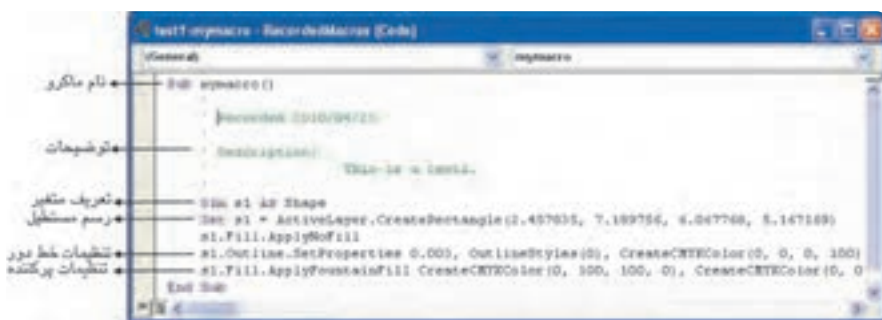 test1-mymacro - RecordedMacros (Code)
(General)
mymacro
نام ماکرو
Sub mymacro()
Recorded 2010/04/23
توضیحات
Description:
This is a test1.
تعریف متغیر
Dim s1 As Shape
رسم مستطیل
Set s1 = ActiveLayer.CreateRectangle(2.457835, 7.189756, 6.047768, 5.167189)
s1.Fill.ApplyNoFill
تنظیمات خط دور
s1.Outline.SetProperties 0.003, OutlineStyles(0), CreateCMYKColor(0, 0, 0, 100)
تنظیمات پرکننده
s1.Fill.ApplyFountainFill CreateCMYKColor(0, 100, 100, 0), CreateCMYKColor(0, 0
End Sub